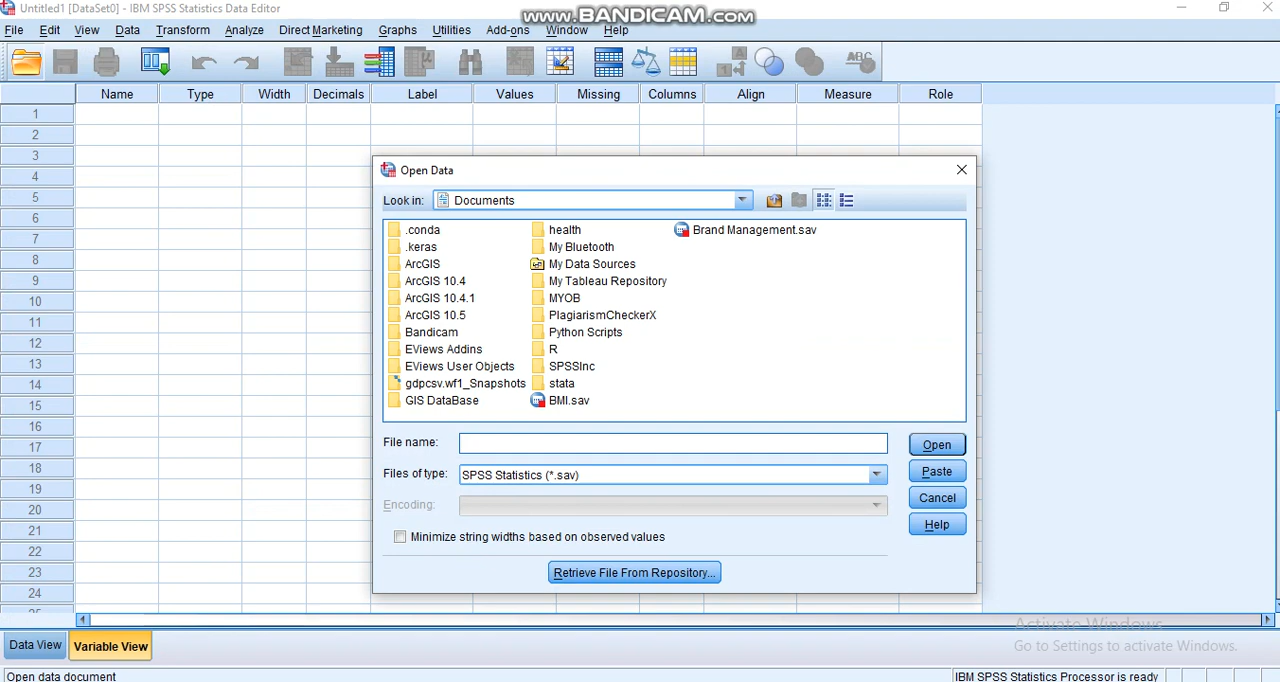 Untitled1 [DataSet0] - IBM SPSS Statistics Data Editor
www.BANDICAM.com
File Edit View Data Transform Analyze Direct Marketing Graphs Utilities Add-ons Window Help
A
1 4
ABC
Name Type Width Decimals Label Values Missing Columns Align Measure Role
1
2
3
4
5
6
7
8
9
10
11
12
13
14
15
16
17
18
19
20
21
22
23
24
25
Open Data
Look in: Documents
.conda health Brand Management.sav
.keras My Bluetooth
ArcGIS My Data Sources
ArcGIS 10.4 My Tableau Repository
ArcGIS 10.4.1 MYOB
ArcGIS 10.5 PlagiarismCheckerX
Bandicam Python Scripts
EViews Addins R
EViews User Objects SPSSInc
gdpcsv.wf1_Snapshots stata
GIS DataBase BMI.sav
File name: Open
Files of type: SPSS Statistics (*.sav) Paste
Encoding: Cancel
Help
Minimize string widths based on observed values
Retrieve File From Repository...
Activate Windows
Go to Settings to activate Windows.
Data View Variable View
Open data document IBM SPSS Statistics Processor is ready